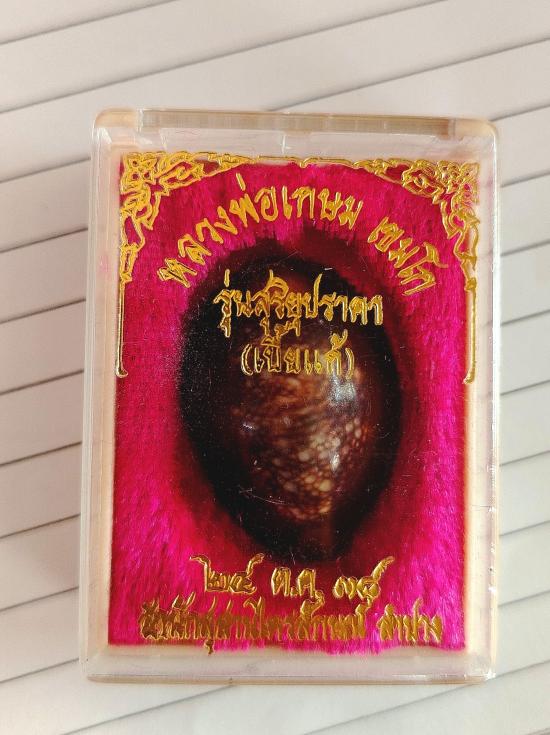 หลวงพ่อเกษม เขมโก
รุ่นสุริยุปราคา
(เบี้ยแก้)
๒๔ ต.ค. ๓๘
สำนักสุสานไตรลักษณ์ ลำปาง